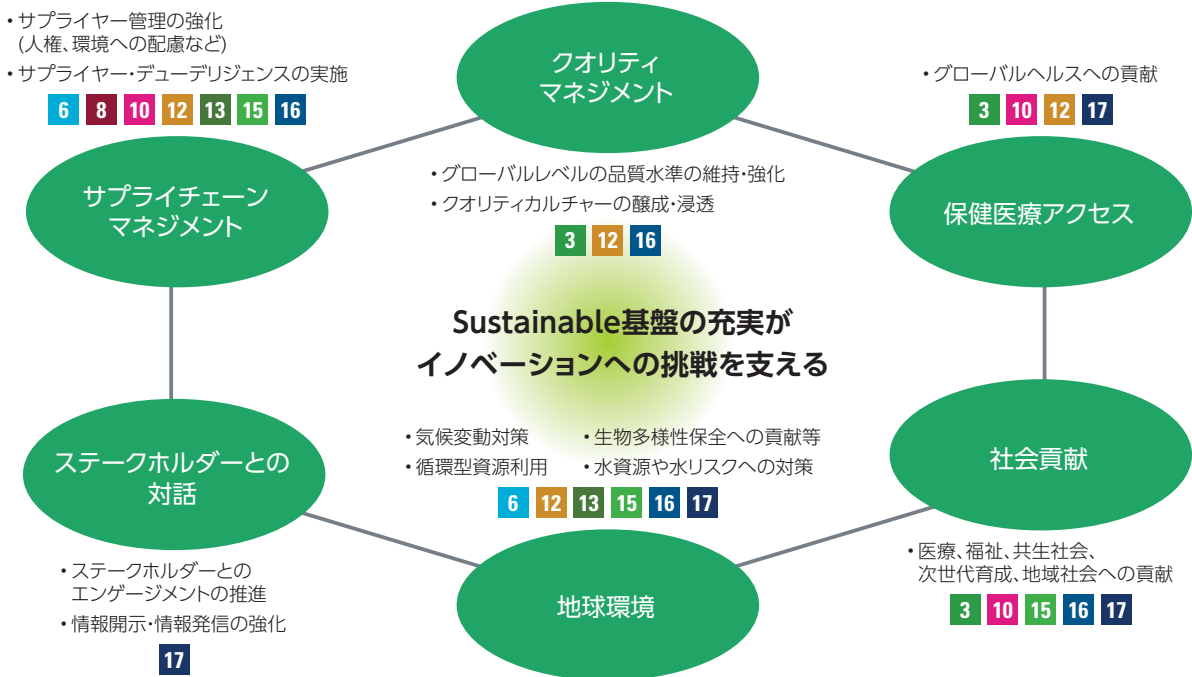 ・サプライヤー管理の強化
(人権、環境への配慮など)
・サプライヤー・デューデリジェンスの実施
6 8 10 12 13 15 16
サプライチェーン
マネジメント
クオリティ
マネジメント
・グローバルレベルの品質水準の維持・強化
・クオリティカルチャーの醸成・浸透
3 12 16
・グローバルヘルスへの貢献
3 10 12 17
保健医療アクセス
Sustainable基盤の充実が
イノベーションへの挑戦を支える
ステークホルダーとの
対話
・ステークホルダーとの
エンゲージメントの推進
・情報開示・情報発信の強化
17
・気候変動対策 ・生物多様性保全への貢献等
・循環型資源利用 ・水資源や水リスクへの対策
6 12 13 15 16 17
地球環境
社会貢献
・医療、福祉、共生社会、
次世代育成、地域社会への貢献
3 10 15 16 17